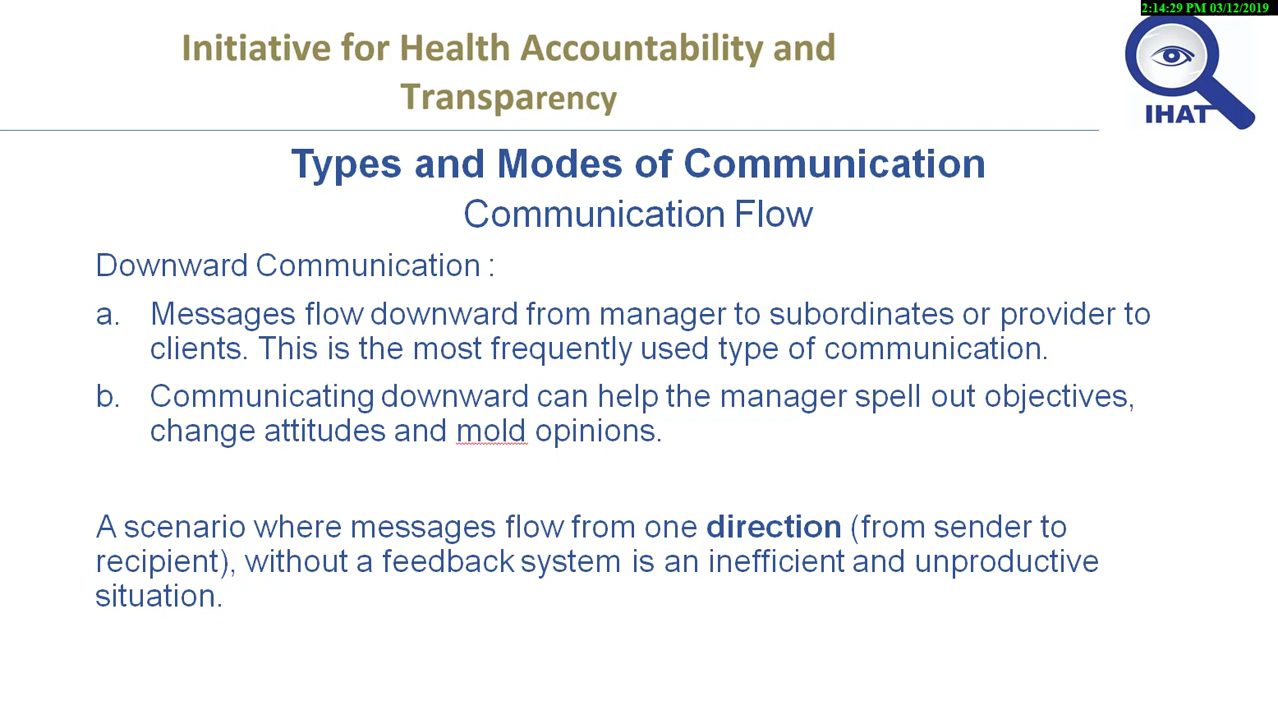 2:14:29 PM 03/12/2019
Initiative for Health Accountability and
Transparency
IHAT
Types and Modes of Communication
Communication Flow
Downward Communication :
a. Messages flow downward from manager to subordinates or provider to
clients. This is the most frequently used type of communication.
b. Communicating downward can help the manager spell out objectives,
change attitudes and mold opinions.
A scenario where messages flow from one direction (from sender to
recipient), without a feedback system is an inefficient and unproductive
situation.